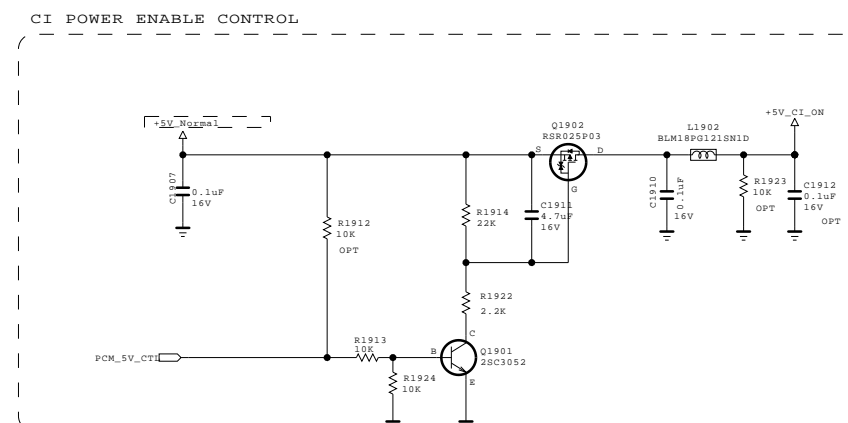 CI POWER ENABLE CONTROL
+5V_Normal
C1907
0.1uF
16V
R1912
10K
OPT
R1914
22K
C1911
4.7uF
16V
Q1902
RSR025P03
S
D
G
C1910
0.1uF
16V
L1902
BLM18PG121SN1D
+5V_CI_ON
R1923
10K
OPT
C1912
0.1uF
16V
OPT
R1922
2.2K
PCM_5V_CTL
R1913
10K
R1924
10K
B
C
E
Q1901
2SC3052